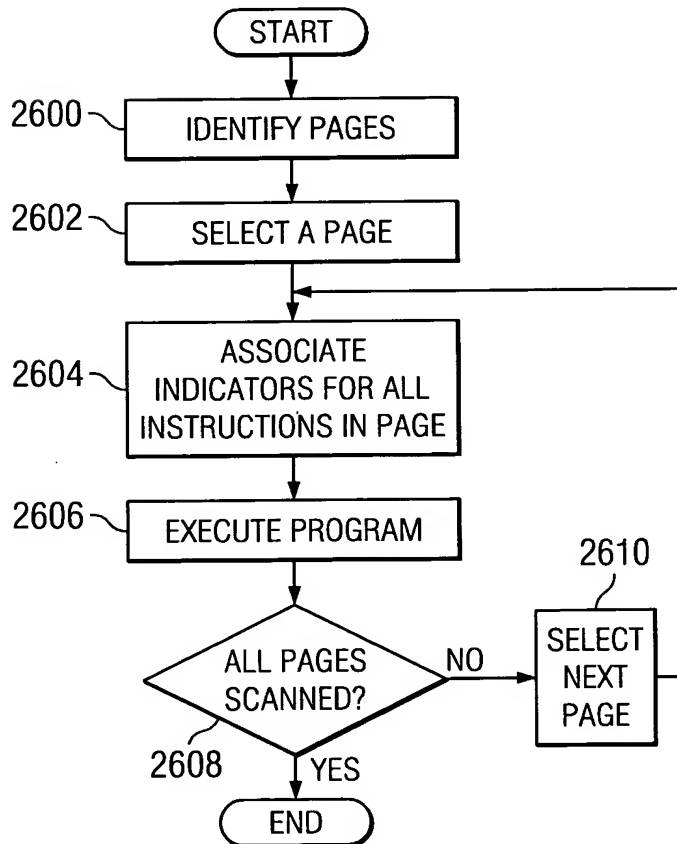 START
2600
IDENTIFY PAGES
2602
SELECT A PAGE
2604
ASSOCIATE
INDICATORS FOR ALL
INSTRUCTIONS IN PAGE
2606
EXECUTE PROGRAM
2608
ALL PAGES
SCANNED?
NO
2610
SELECT
NEXT
PAGE
YES
END